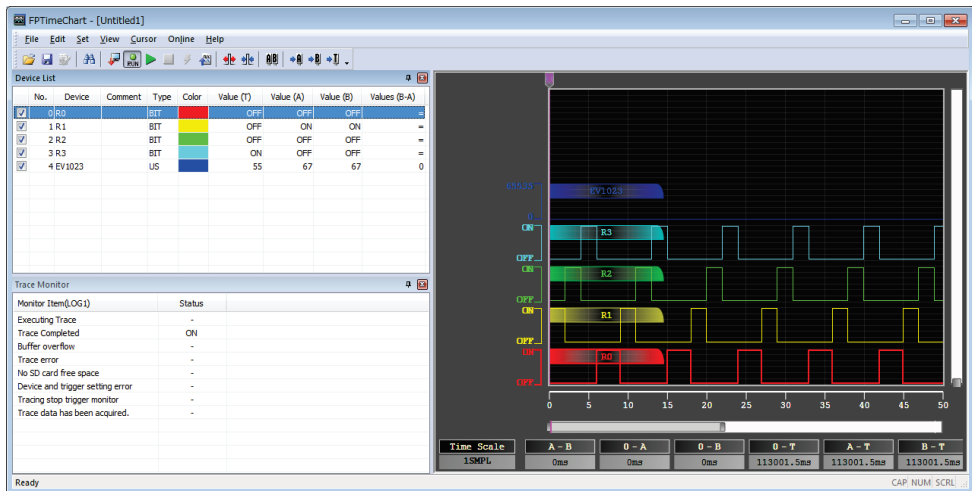 FPTimeChart - [Untitled1]
File Edit Set View Cursor Online Help
Device List
No. Device Comment Type Color Value (T) Value (A) Value (B) Values (B-A)
0 R0 BIT OFF OFF OFF =
1 R1 BIT OFF ON ON =
2 R2 BIT OFF OFF OFF =
3 R3 BIT ON OFF OFF =
4 EV1023 US 55 67 67 0
Trace Monitor
Monitor Item(LOG1) Status
Executing Trace -
Trace Completed ON
Buffer overflow -
Trace error -
No SD card free space -
Device and trigger setting error -
Tracing stop trigger monitor -
Trace data has been acquired. -
EV1023
0
ON
R3
OFF
ON
R2
OFF
ON
R1
OFF
ON
R0
OFF
0 5 10 15 20 25 30 35 40 45 50
Time Scale A - B 0 - A 0 - B 0 - T A - T B - T
1SMPL 0ms 0ms 0ms 113001.5ms 113001.5ms 113001.5ms
Ready
CAP NUM SCRL